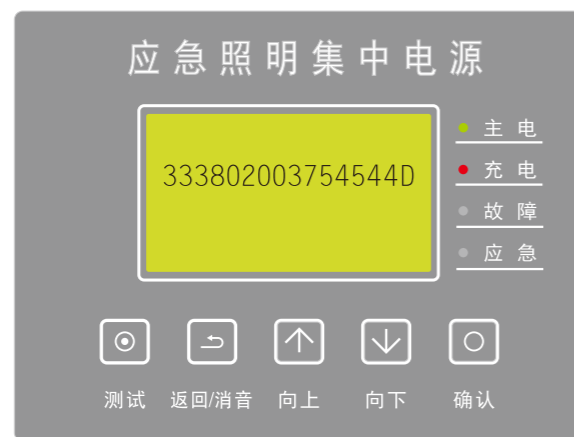 应急照明集中电源
333802003754544D
主电
充电
故障
应急
测试 返回/消音 向上 向下 确认